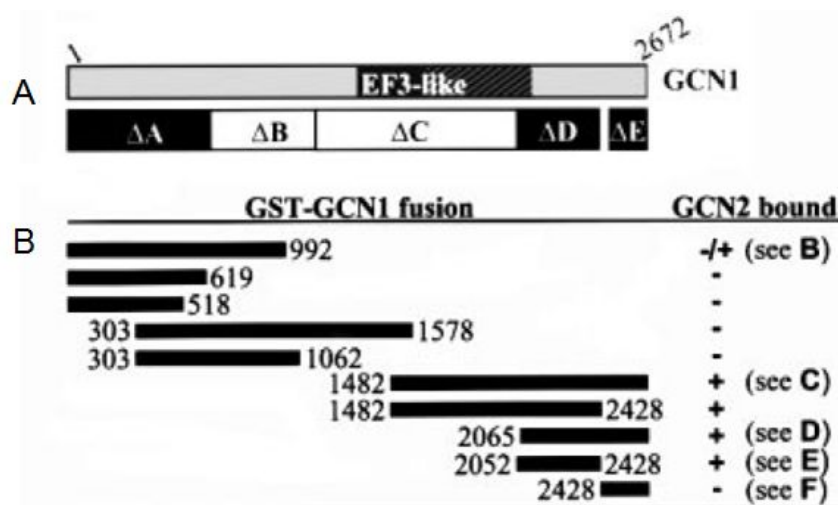 1 2672
A EF3-like GCN1
ΔA ΔB ΔC ΔD ΔE
GST-GCN1 fusion GCN2 bound
B
992 -/+ (see B)
619 -
518 -
303 1578 -
303 1062 -
1482 + (see C)
1482 2428 +
2065 + (see D)
2052 2428 + (see E)
2428 - (see F)